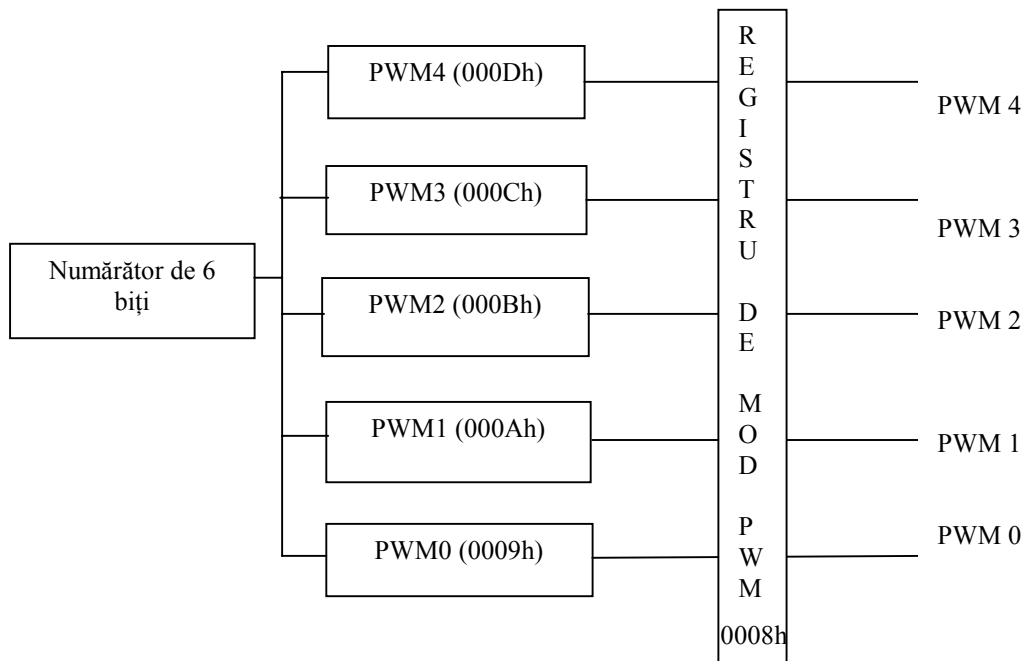 PWM4 (000Dh)
PWM3 (000Ch)
Numărător de 6
biți
PWM2 (000Bh)
PWM1 (000Ah)
PWM0 (0009h)
R
E
G
I
S
T
R
U
D
E
M
O
D
P
W
M
0008h
PWM 4
PWM 3
PWM 2
PWM 1
PWM 0